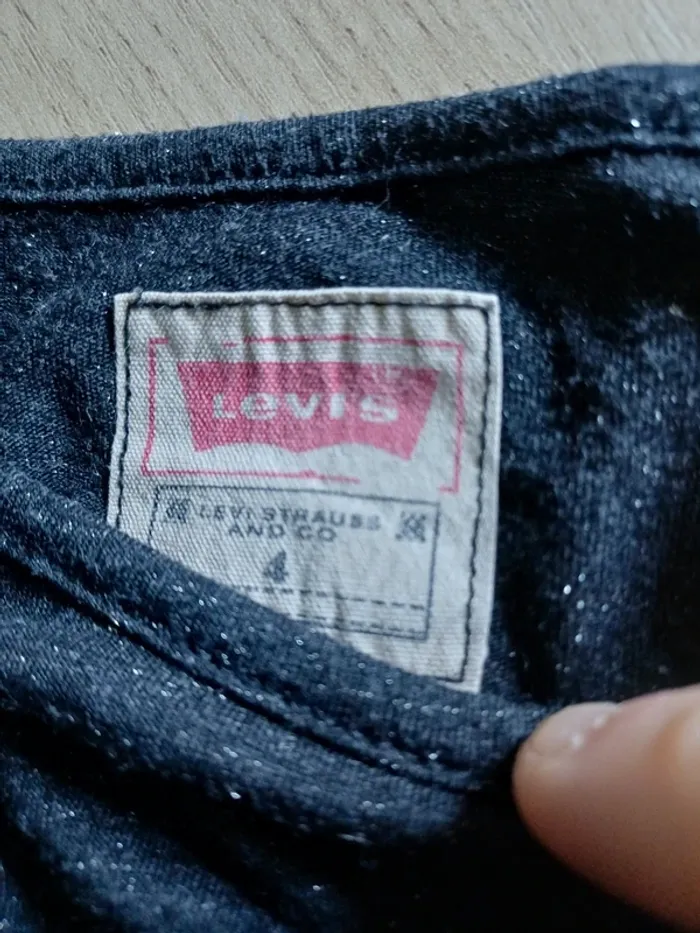 Levi's
LEVI STRAUSS
AND CO
4